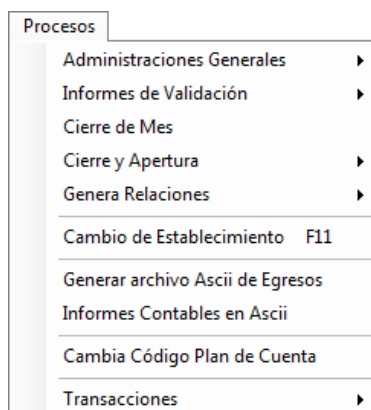 Procesos
Administraciones Generales
Informes de Validación
Cierre de Mes
Cierre y Apertura
Genera Relaciones
Cambio de Establecimiento F11
Generar archivo Ascii de Egresos
Informes Contables en Ascii
Cambia Código Plan de Cuenta
Transacciones